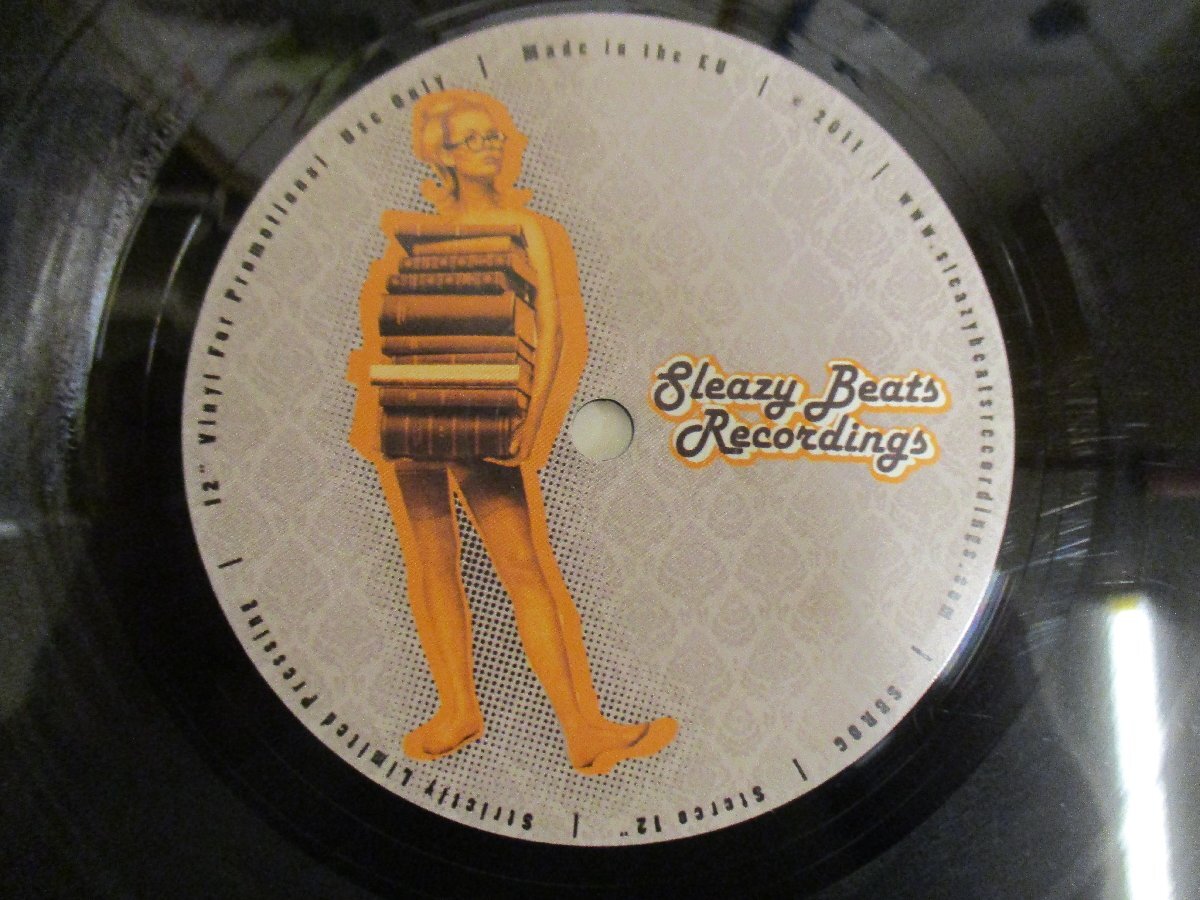 Sleazy Beats
Recordings
12" Vinyl For Promotional Use Only | Made in the EU | © 2011 | www.sleazybeatsrecordings.com | | Stereo 12" | Strictly Limited Pressing |